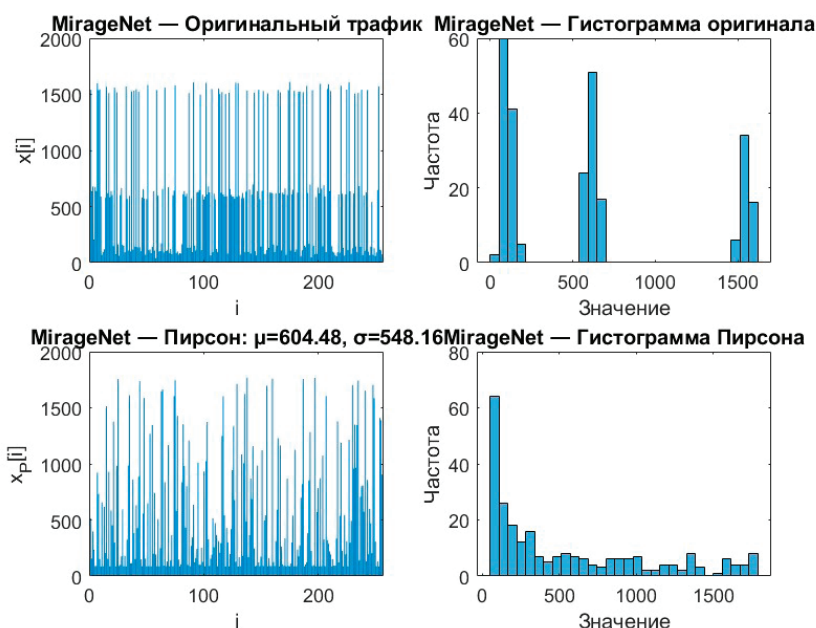 MirageNet — Оригинальный трафик
2000
1500
1000
500
0
x[i]
0 100 200
i
MirageNet — Гистограмма оригинала
60
40
20
0
Частота
0 500 1000 1500
Значение
MirageNet — Пирсон: μ=604.48, σ=548.16
2000
1500
1000
500
0
xP[i]
0 100 200
i
MirageNet — Гистограмма Пирсона
80
60
40
20
0
Частота
0 500 1000 1500
Значение